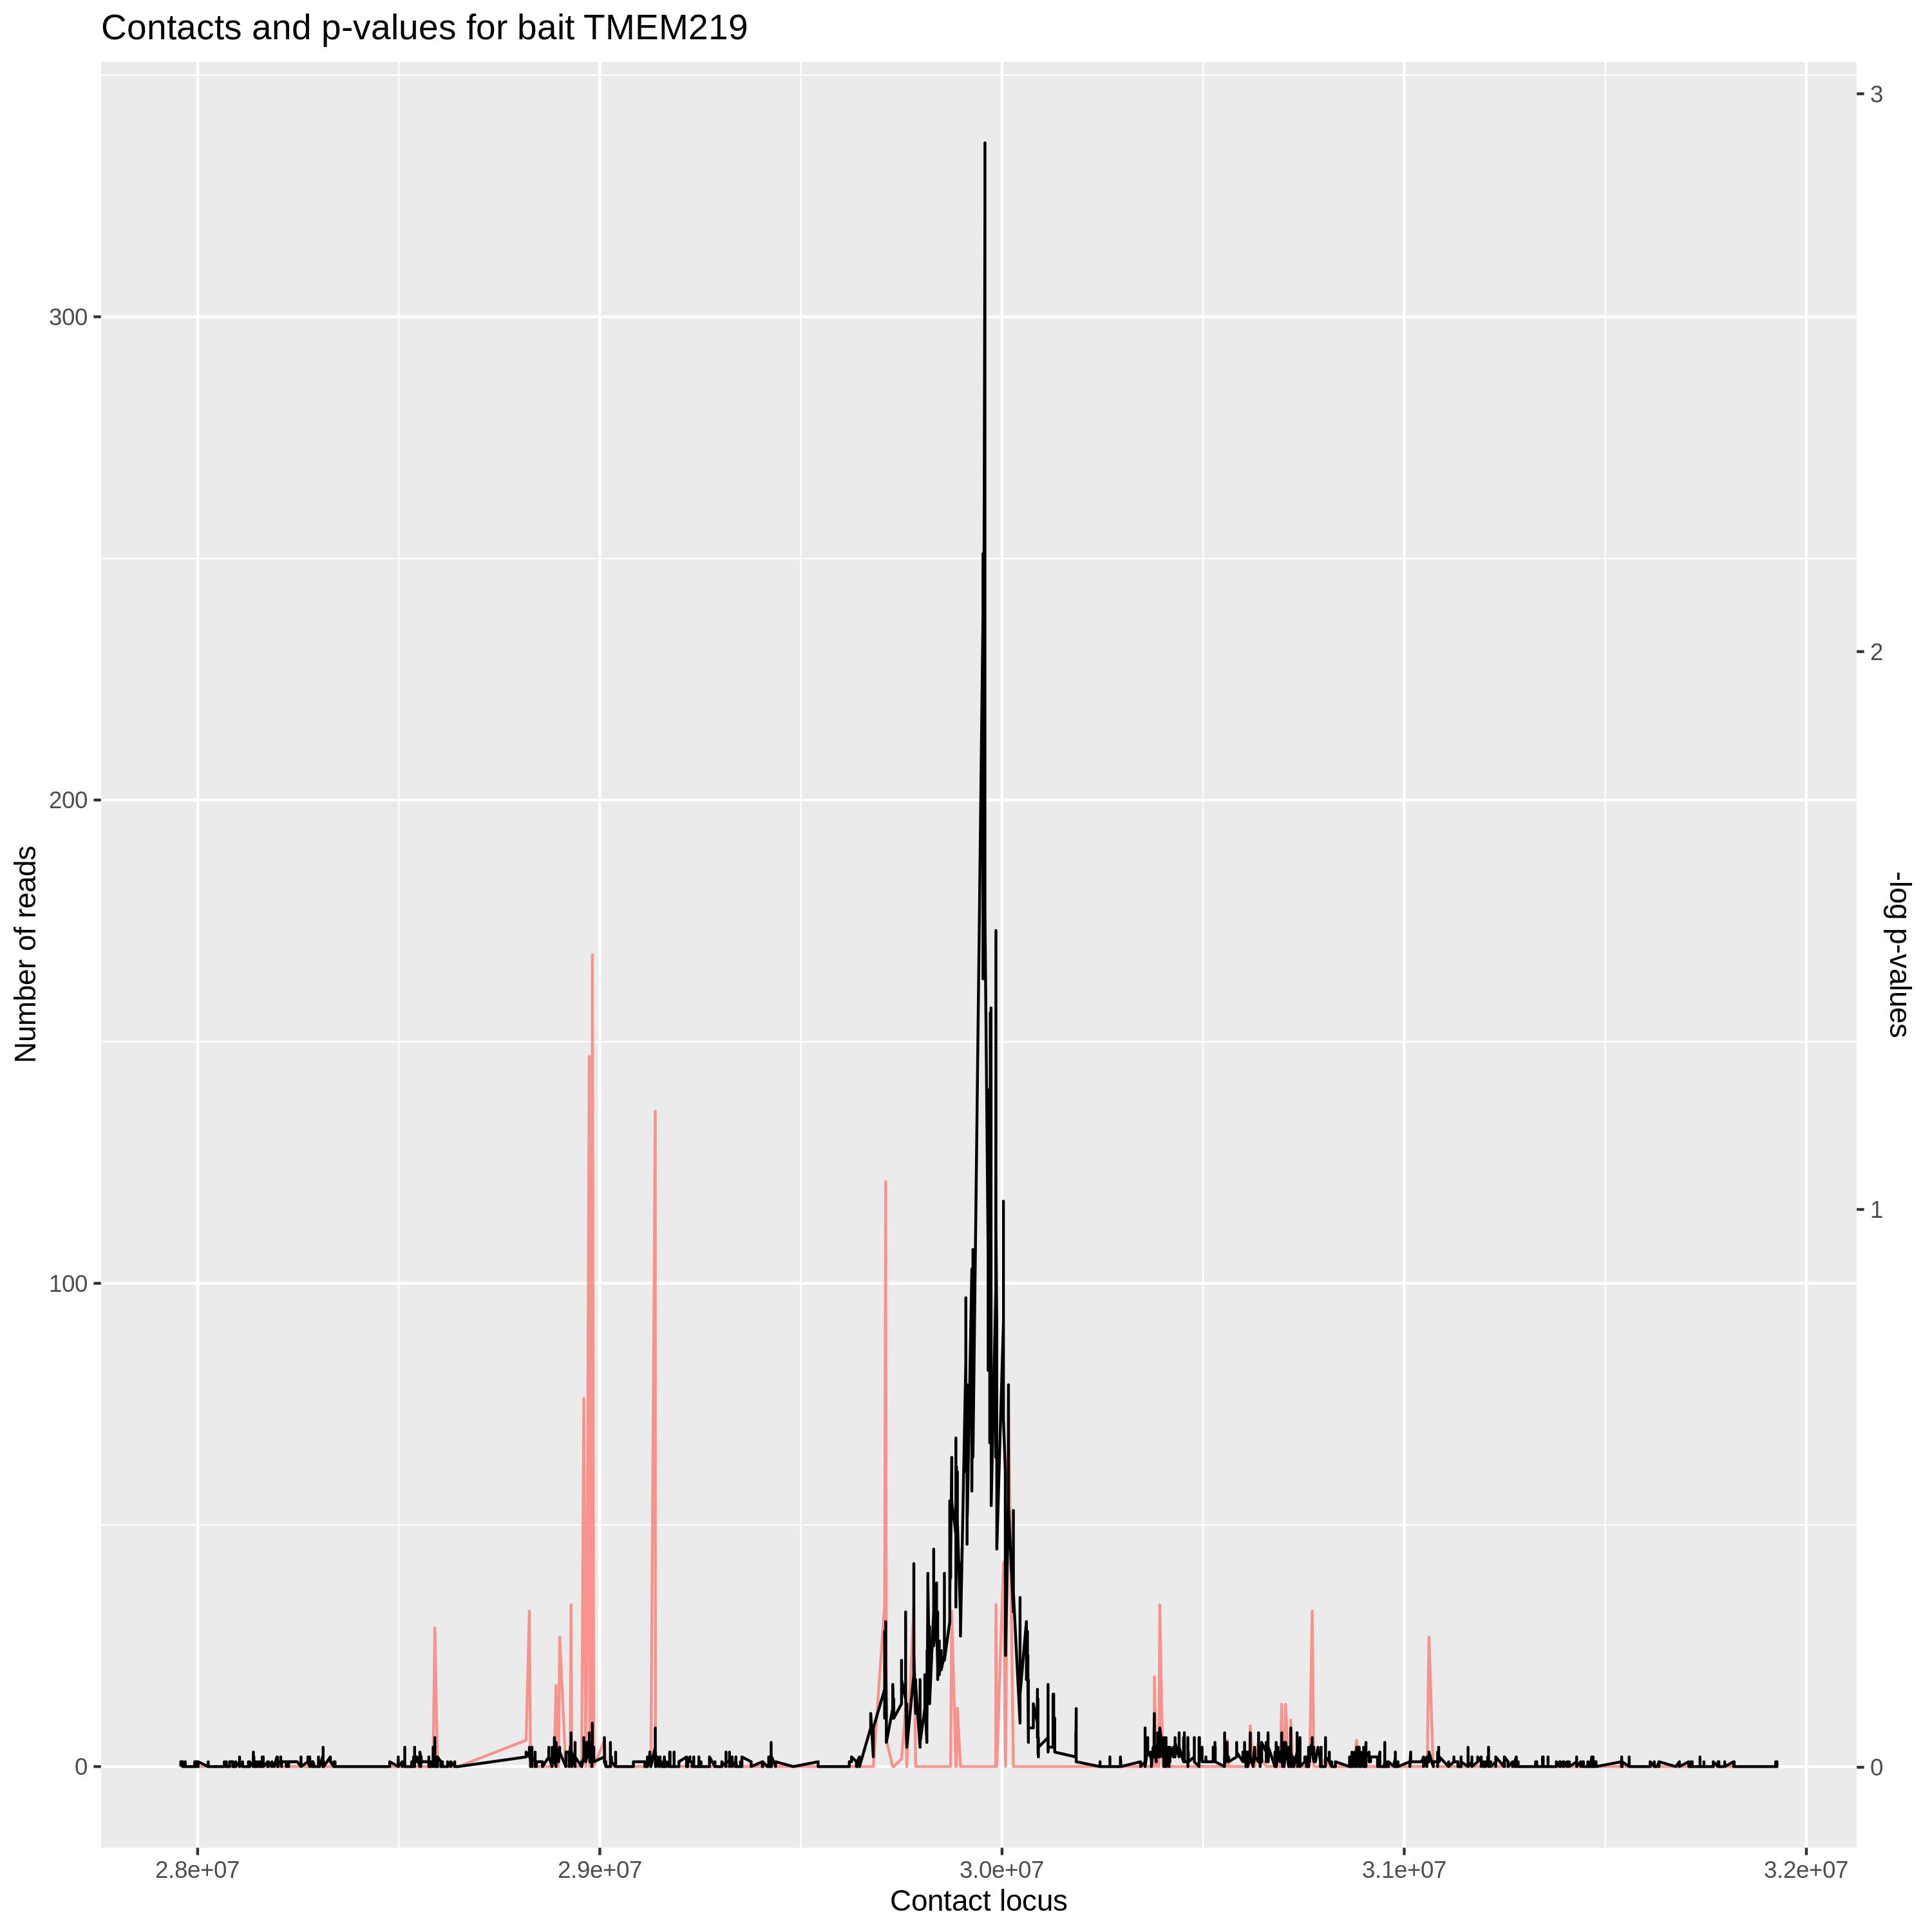 Contacts and p-values for bait TMEM219
Number of reads
300
200
100
0
3
2
1
0
-log p-values
2.8e+07
2.9e+07
3.0e+07
3.1e+07
3.2e+07
Contact locus